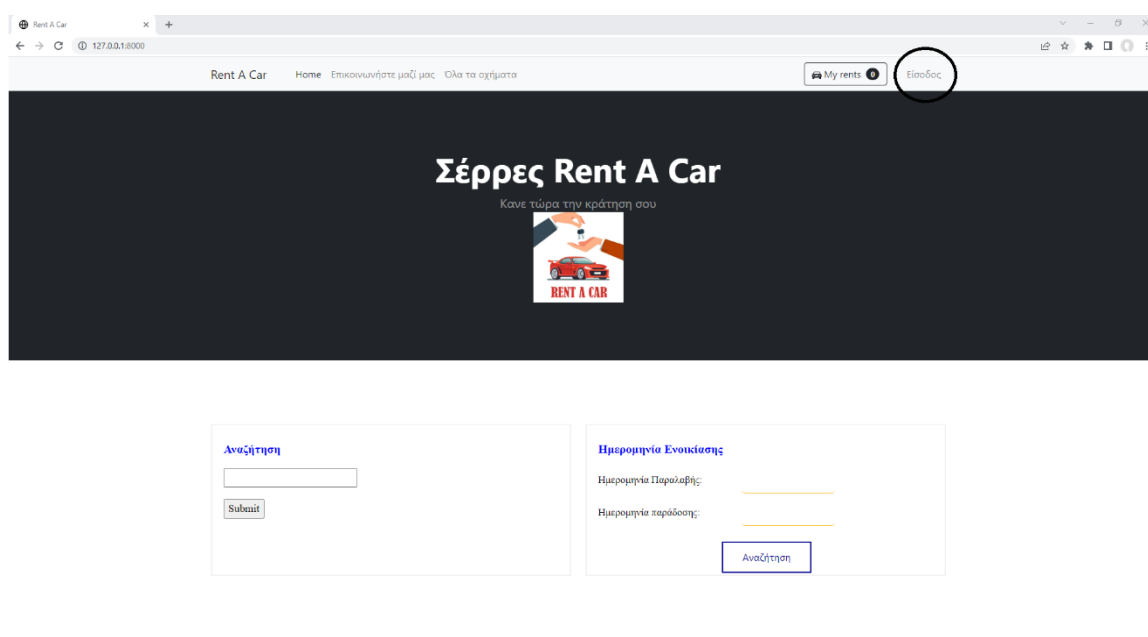 Rent A Car
127.0.0.1:8000
Rent A Car Home Επικοινωνήστε μαζί μας Όλα τα οχήματα My rents 0 Είσοδος
Σέρρες Rent A Car
Κανε τώρα την κράτηση σου
RENT A CAR
Αναζήτηση
Submit
Ημερομηνία Ενοικίασης
Ημερομηνία Παραλαβής:
Ημερομηνία παράδοσης:
Αναζήτηση